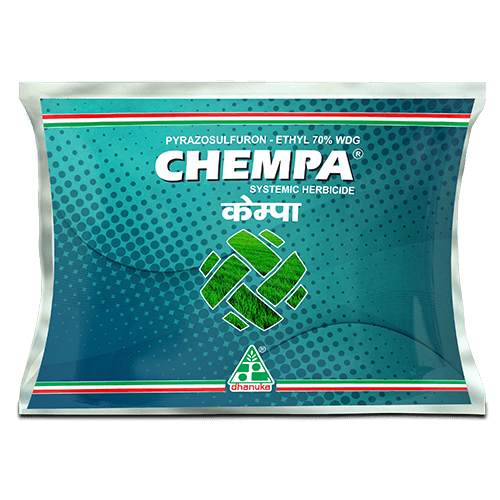 PYRAZOSULFURON - ETHYL 70% WDG
CHEMPA®
SYSTEMIC HERBICIDE
केम्पा
®
dhanuka